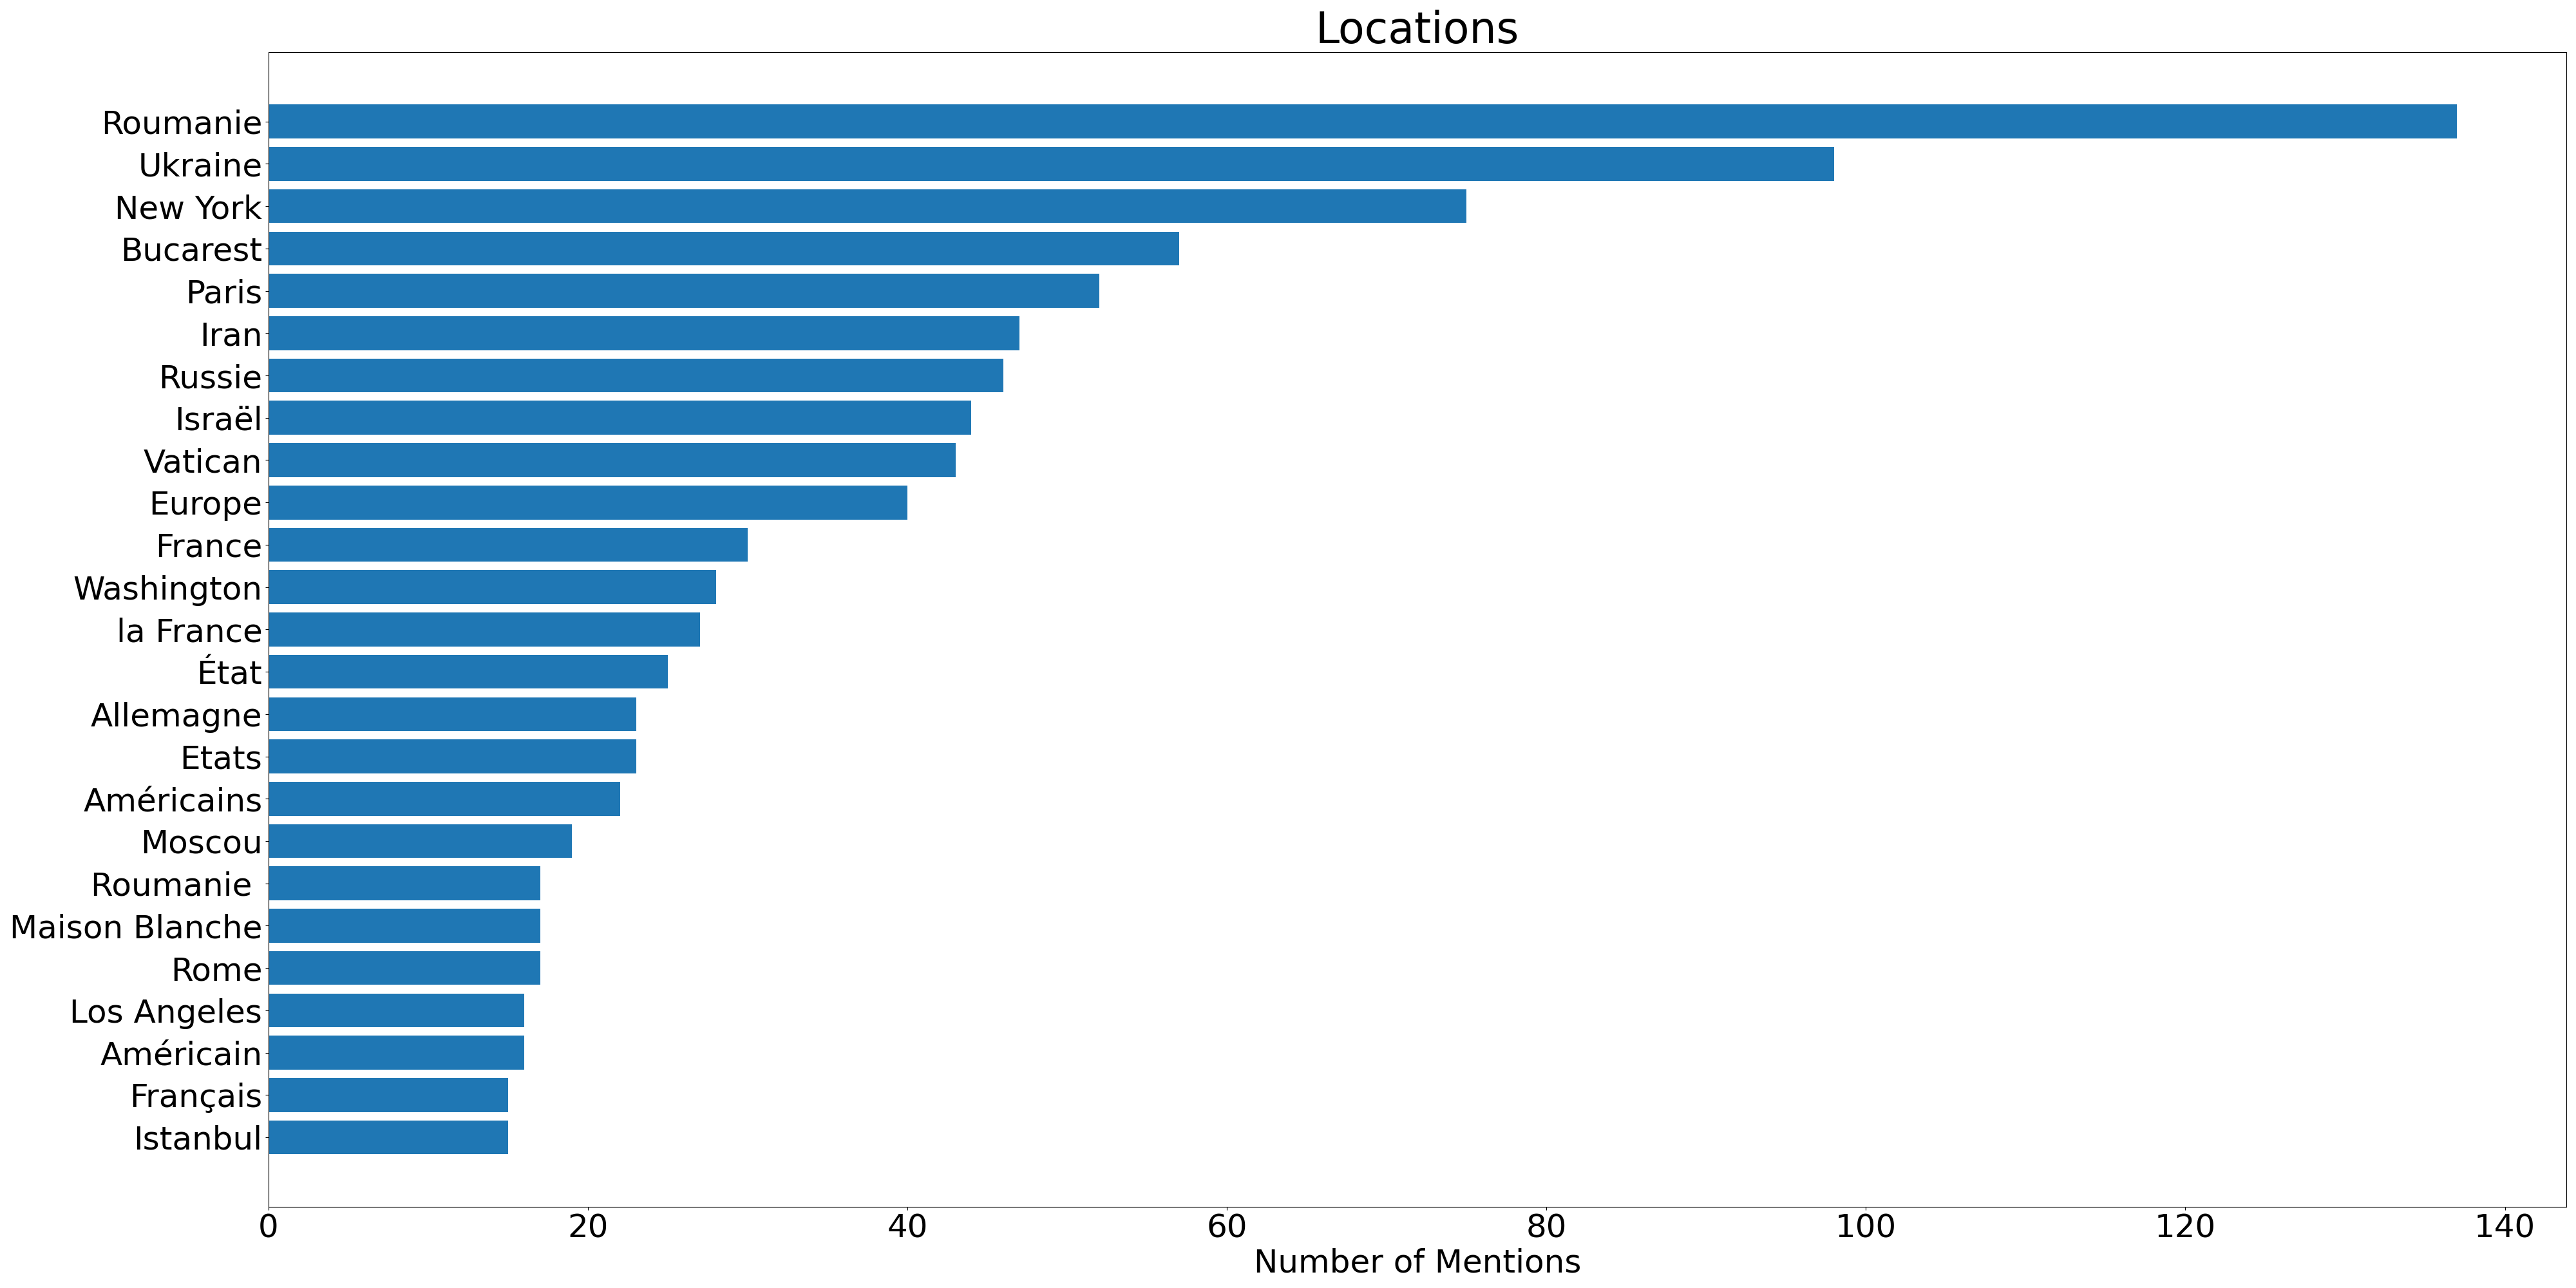 Locations
Roumanie
Ukraine
New York
Bucarest
Paris
Iran
Russie
Israël
Vatican
Europe
France
Washington
la France
État
Allemagne
Etats
Américains
Moscou
Roumanie
Maison Blanche
Rome
Los Angeles
Américain
Français
Istanbul
0 20 40 60 80 100 120 140
Number of Mentions